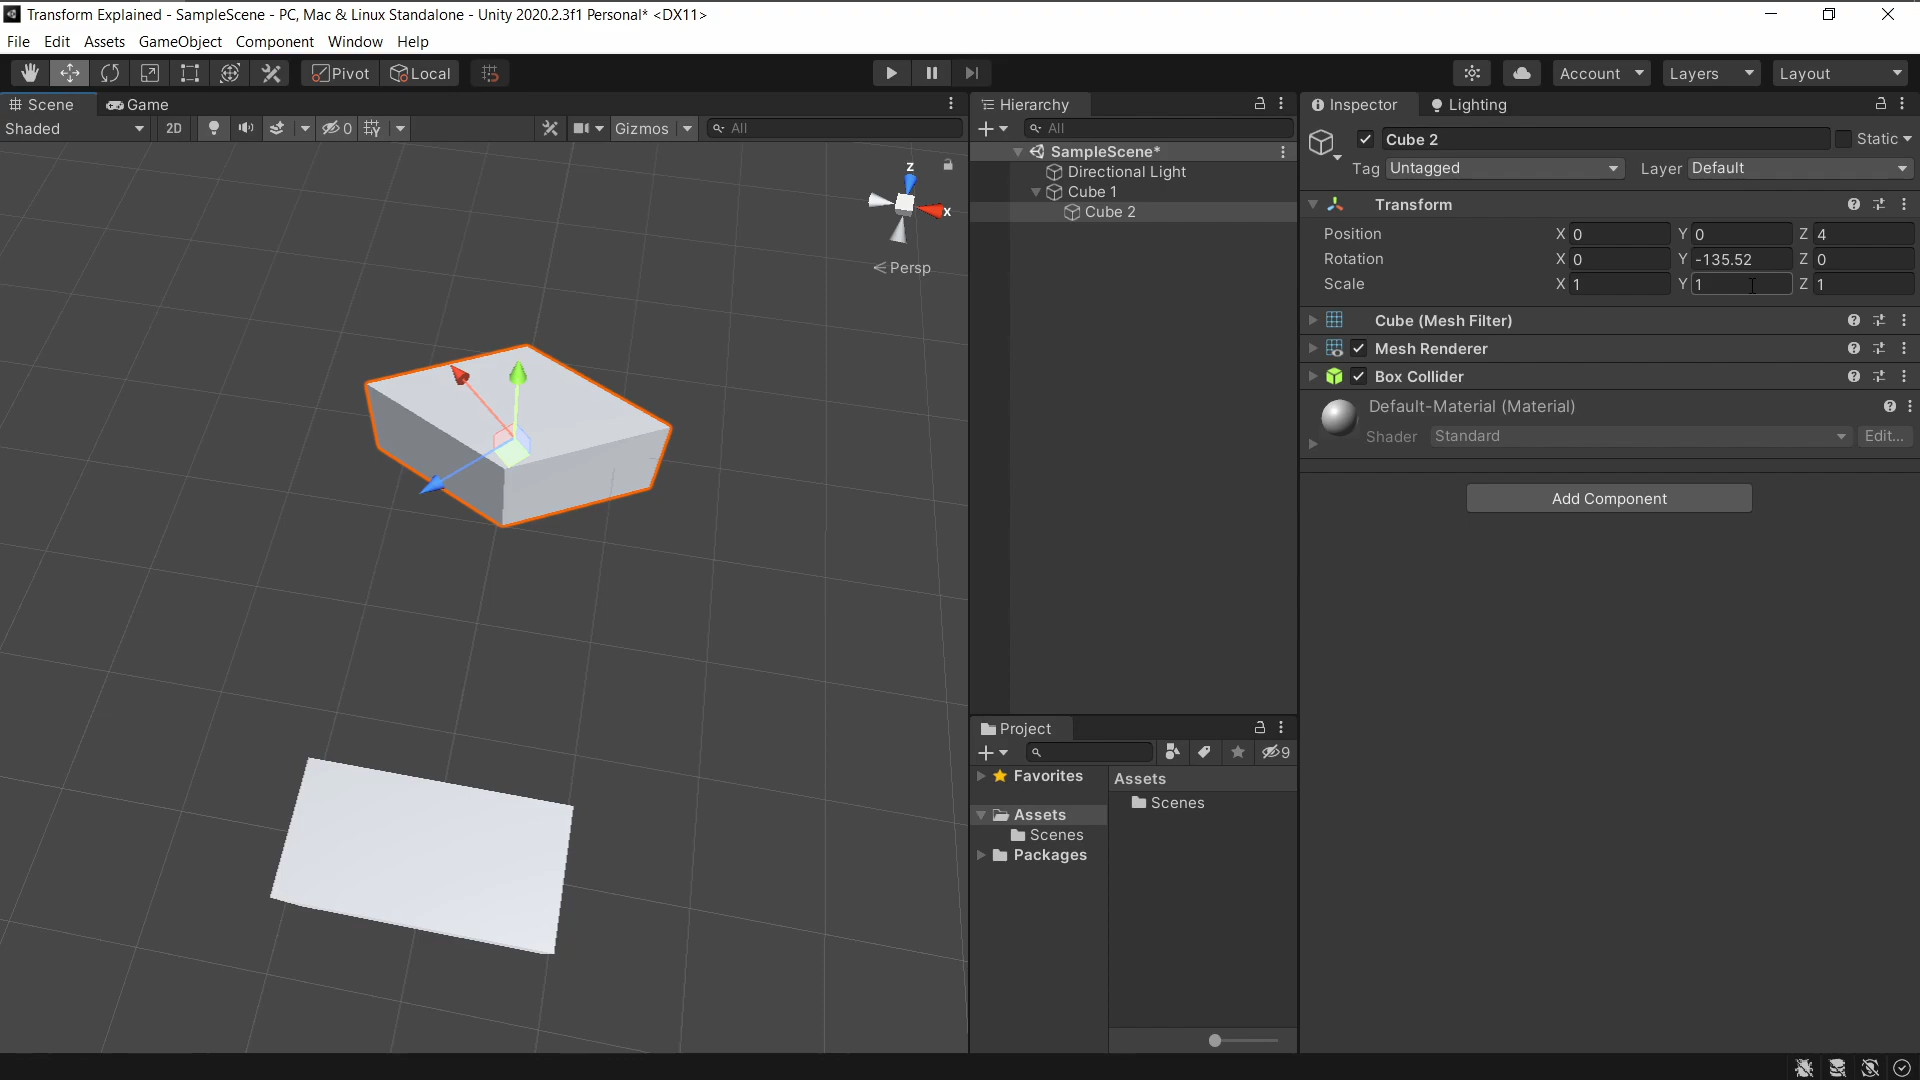 Transform Explained - SampleScene - PC, Mac & Linux Standalone - Unity 2020.2.3f1 Personal* <DX11>
File Edit Assets GameObject Component Window Help
Pivot Local Account Layers Layout
Scene Game
Shaded 2D 0 Gizmos All
z
x
Persp
Hierarchy
All
SampleScene*
Directional Light
Cube 1
Cube 2
Project
9
Favorites
Assets
Scenes
Packages
Assets
Scenes
Inspector Lighting
Cube 2 Static
Tag Untagged Layer Default
Transform
Position X 0 Y 0 Z 4
Rotation X 0 Y -135.52 Z 0
Scale X 1 Y 1 Z 1
Cube (Mesh Filter)
Mesh Renderer
Box Collider
Default-Material (Material)
Shader Standard Edit...
Add Component